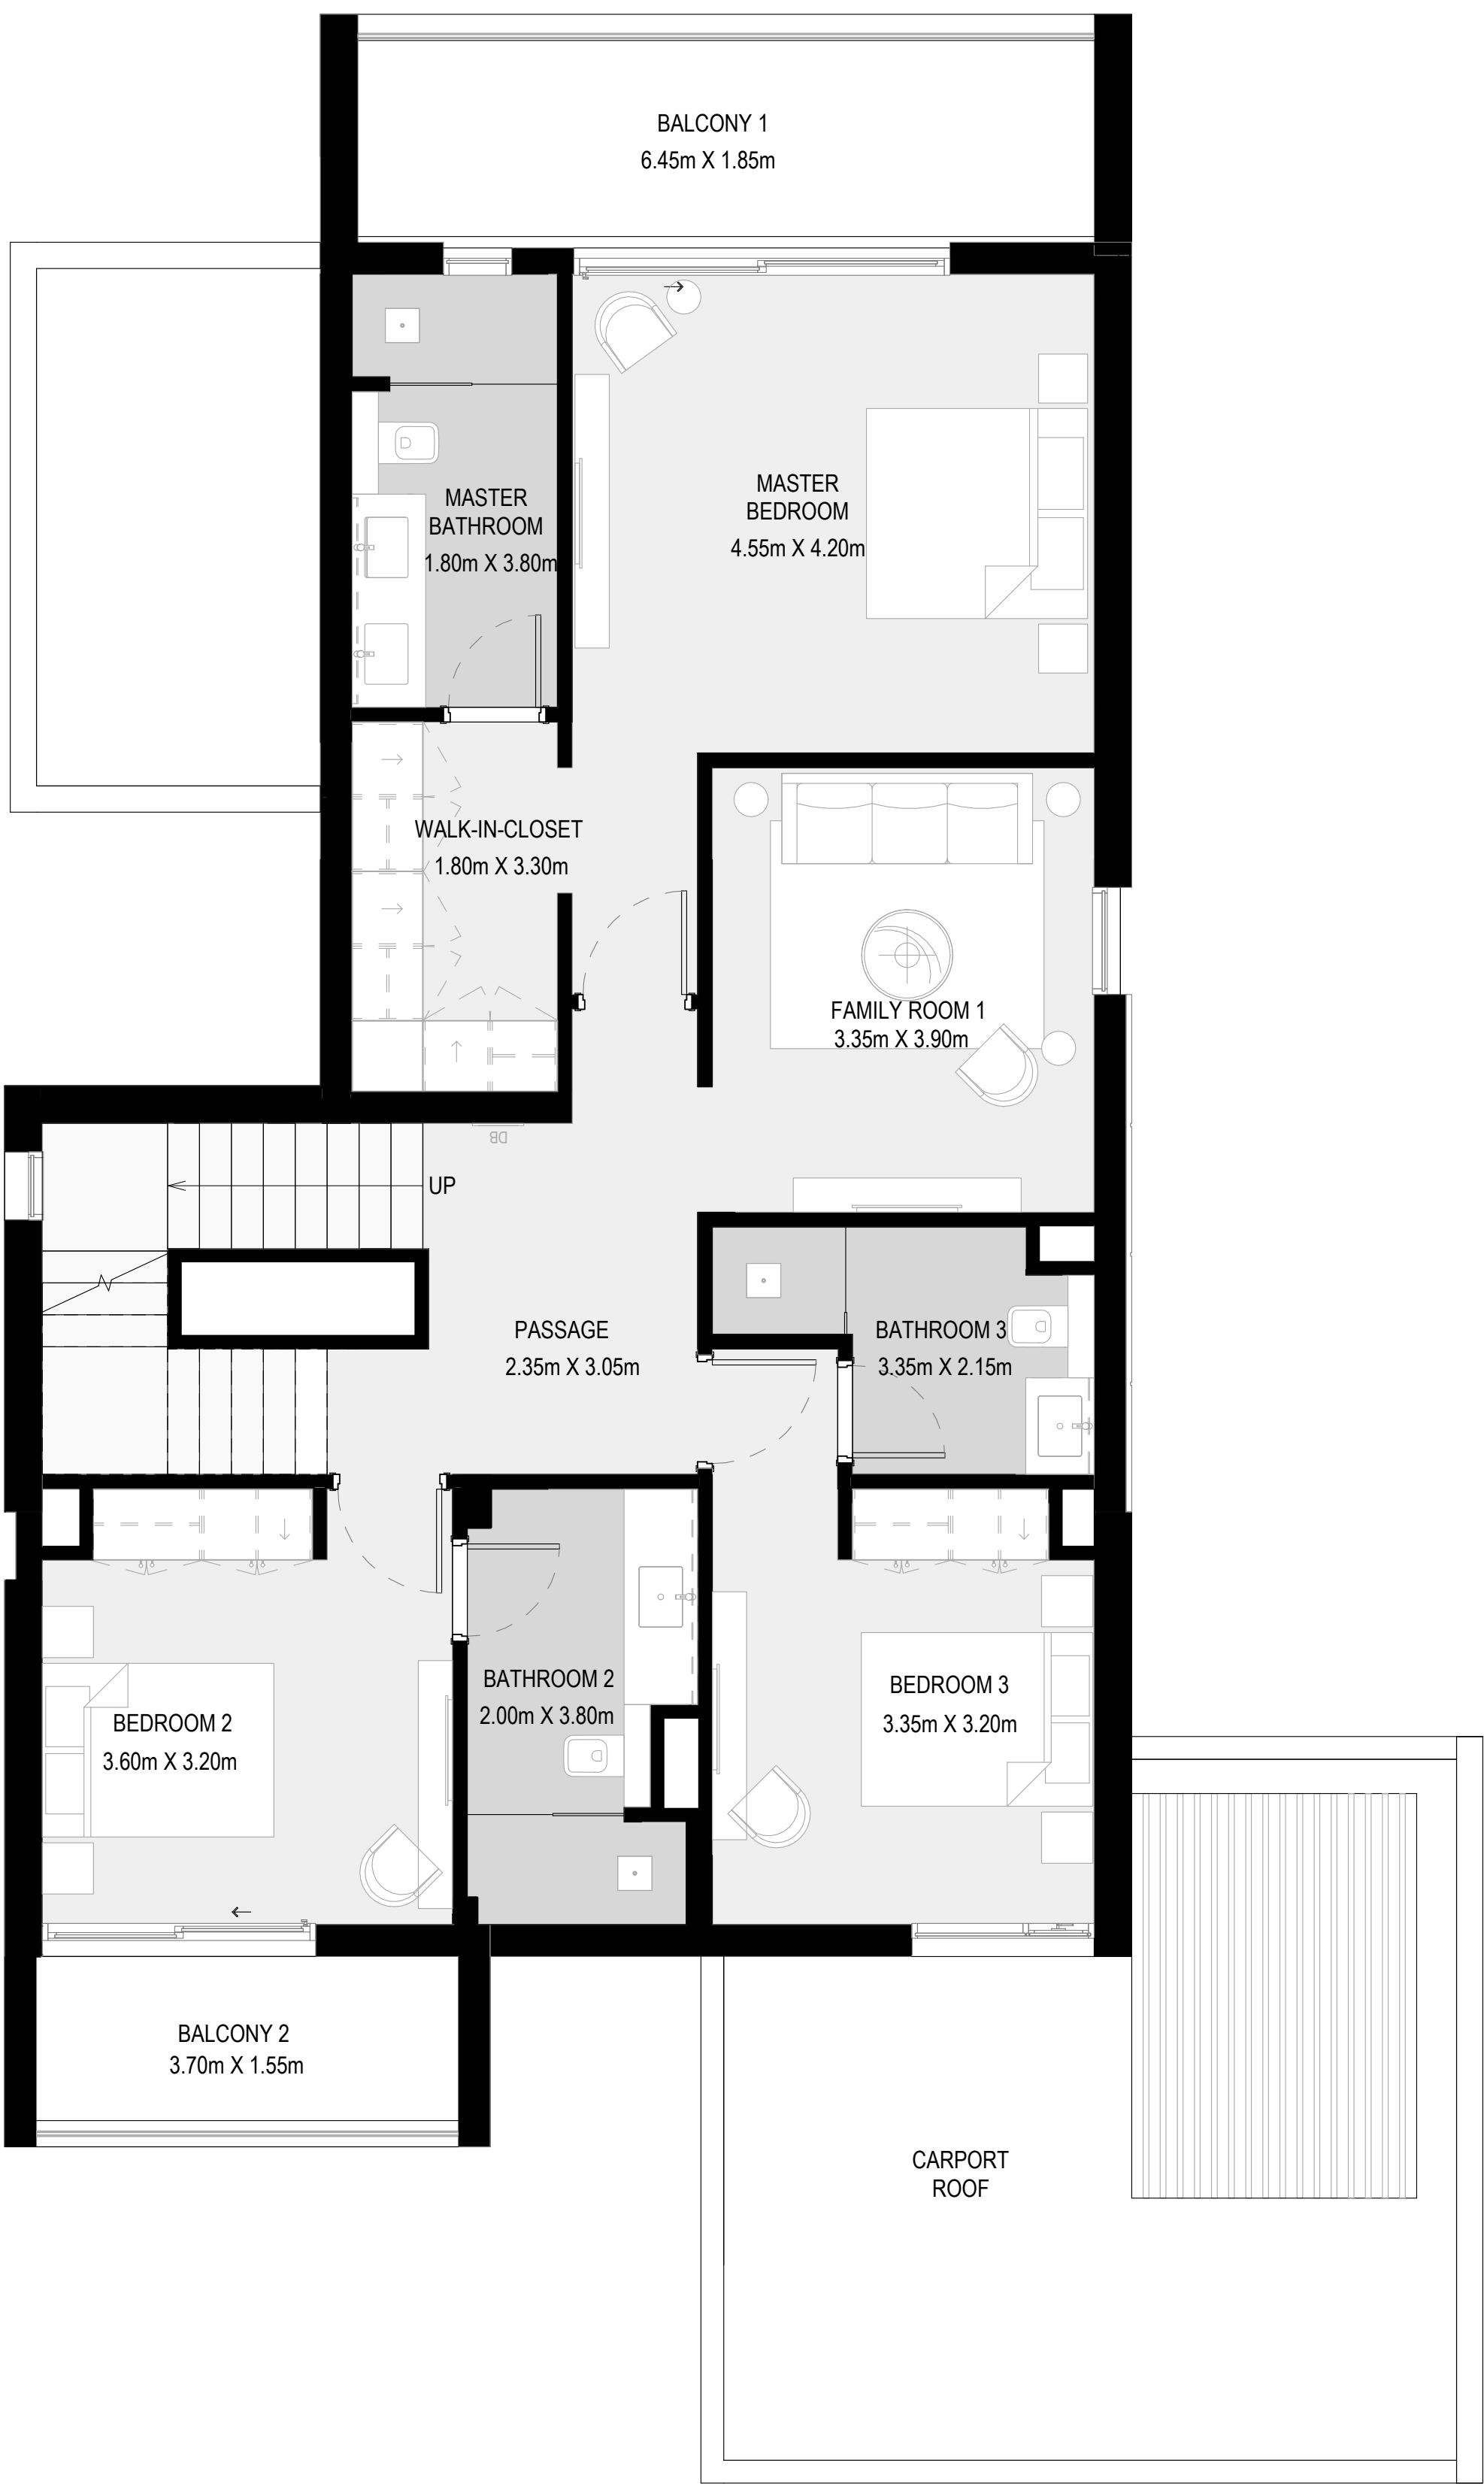 BALCONY 1
6.45m X 1.85m
MASTER
BATHROOM
1.80m X 3.80m
MASTER
BEDROOM
4.55m X 4.20m
WALK-IN-CLOSET
1.80m X 3.30m
FAMILY ROOM 1
3.35m X 3.90m
DB
UP
PASSAGE
2.35m X 3.05m
BATHROOM 3
3.35m X 2.15m
BEDROOM 2
3.60m X 3.20m
BATHROOM 2
2.00m X 3.80m
BEDROOM 3
3.35m X 3.20m
BALCONY 2
3.70m X 1.55m
CARPORT
ROOF